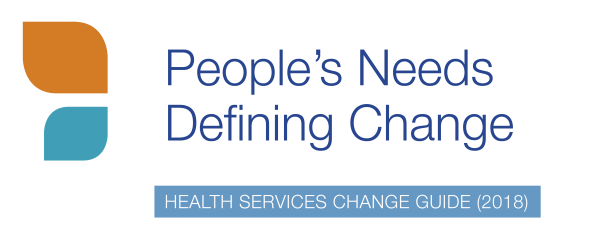 People’s Needs
Defining Change
HEALTH SERVICES CHANGE GUIDE (2018)